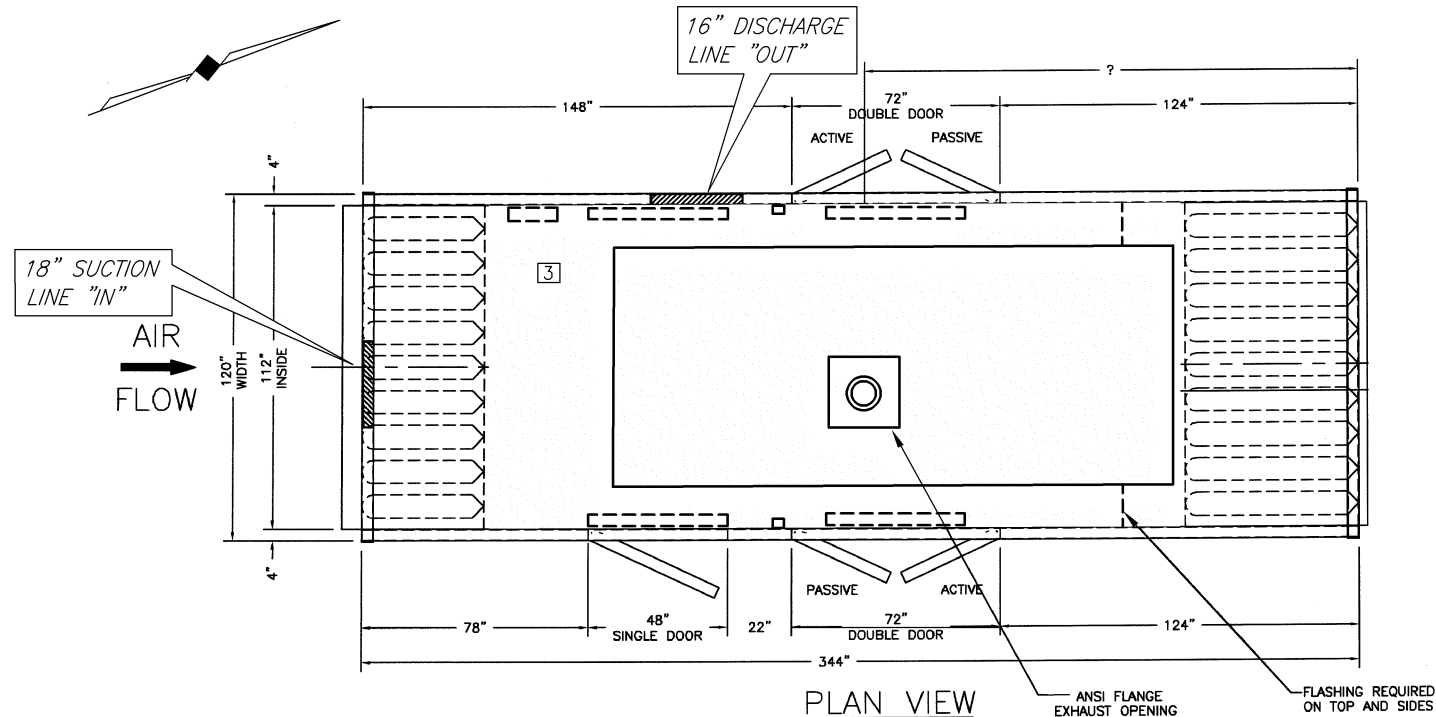 16" DISCHARGE
LINE "OUT"
?
148"
72"
DOUBLE DOOR
124"
ACTIVE
PASSIVE
4"
18" SUCTION
LINE "IN"
3
AIR
FLOW
120"
WIDTH
112"
INSIDE
4"
PASSIVE
ACTIVE
78"
48"
SINGLE DOOR
22"
72"
DOUBLE DOOR
124"
344"
PLAN VIEW
ANSI FLANGE
EXHAUST OPENING
FLASHING REQUIRED
ON TOP AND SIDES